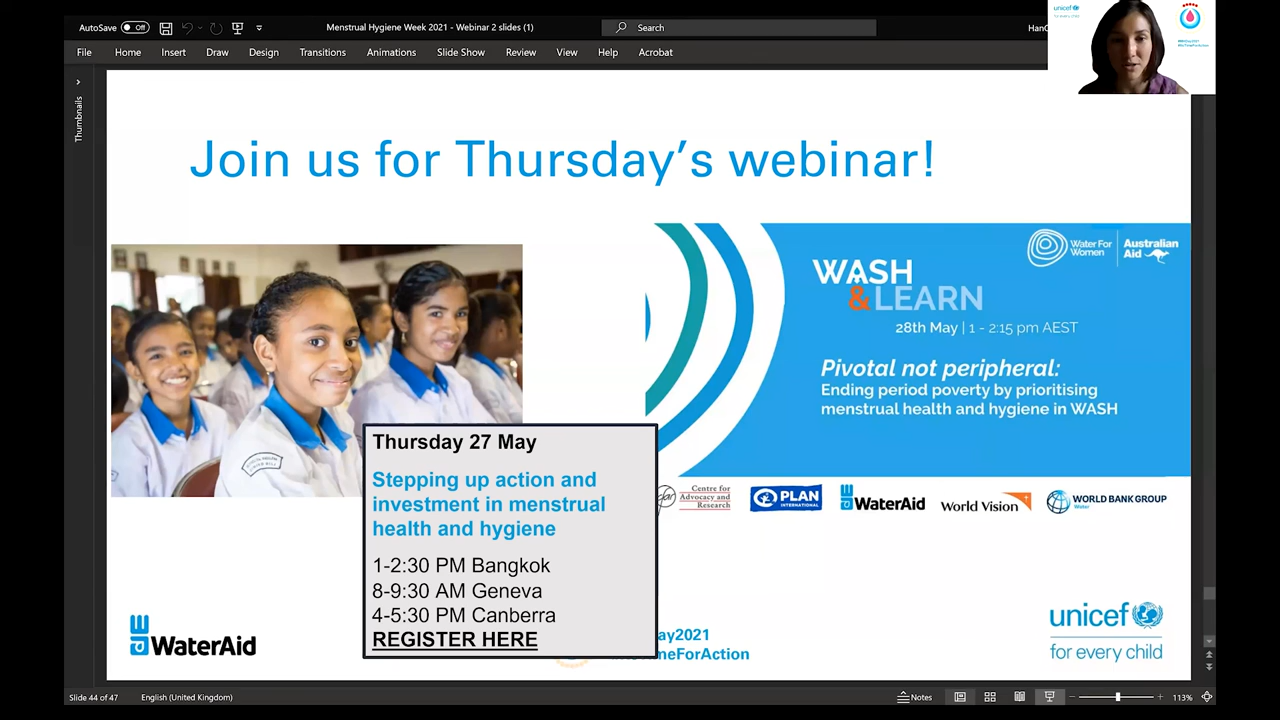 AutoSave Off
Menstrual Hygiene Week 2021 - Webinar 2 slides (1)
Search
File Home Insert Draw Design Transitions Animations Slide Show Review View Help Acrobat
unicef
for every child
Thumbnails
Join us for Thursday's webinar!
Water For Women
Australian Aid
WASH
&LEARN
28th May | 1 - 2:15 pm AEST
Pivotal not peripheral:
Ending period poverty by prioritising
menstrual health and hygiene in WASH
Thursday 27 May
Stepping up action and
investment in menstrual
health and hygiene
1-2:30 PM Bangkok
8-9:30 AM Geneva
4-5:30 PM Canberra
REGISTER HERE
Centre for
Advocacy and
Research
PLAN
INTERNATIONAL
WaterAid
World Vision
WORLD BANK GROUP
Water
WaterAid
ay2021
TimeForAction
unicef
for every child
Slide 44 of 47 English (United Kingdom)
Notes
113%